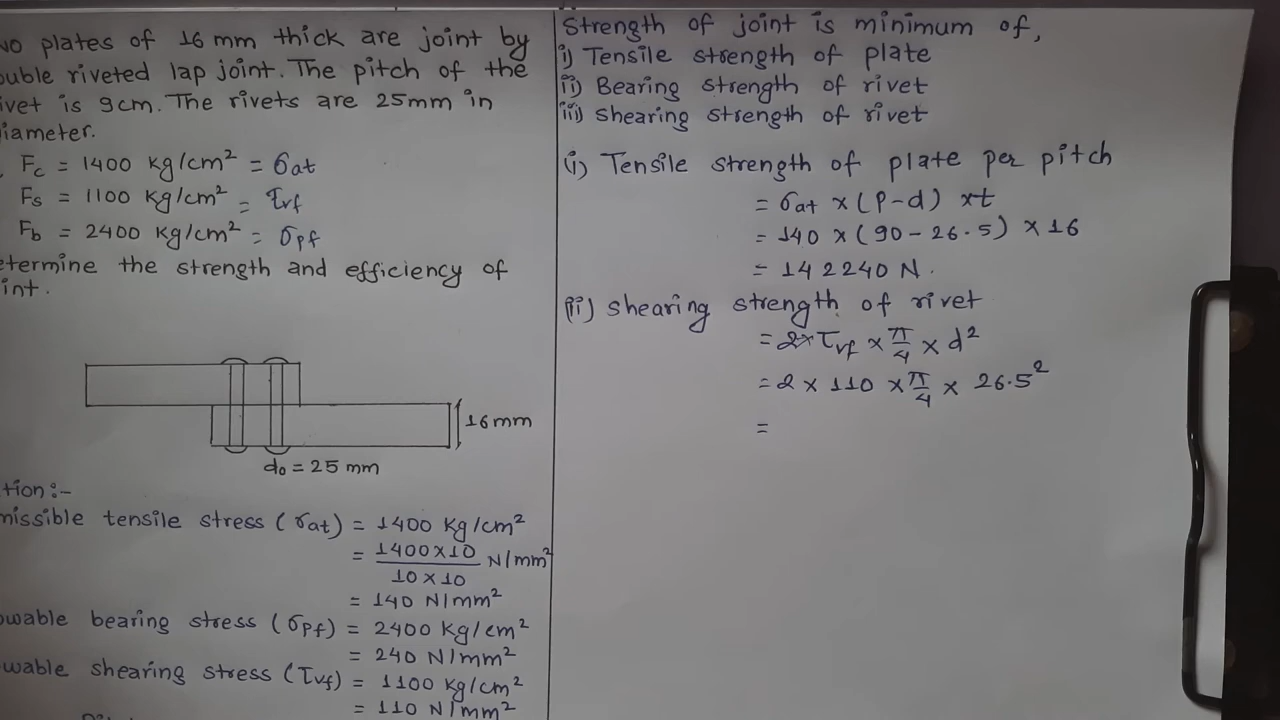 plates of 16 mm thick are joint by
riveted lap joint. The pitch of the
is 9cm. The rivets are 25mm in
iameter.
Fc = 1400 kg/cm² = σat
Fs = 1100 kg/cm² = τvf
Fb = 2400 kg/cm² = σpf
etermine the strength and efficiency of
int.
16mm
do = 25 mm
tion:-
missible tensile stress (σat) = 1400 kg/cm²
= 1400×10 / 10×10 N/mm²
= 140 N/mm²
owable bearing stress (σpf) = 2400 kg/cm²
= 240 N/mm²
wable shearing stress (τvf) = 1100 kg/cm²
= 110 N/mm²
Strength of joint is minimum of,
i) Tensile strength of plate
ii) Bearing strength of rivet
iii) shearing strength of rivet
(i) Tensile strength of plate per pitch
= σat × (P-d) × t
= 140 × (90 - 26.5) × 16
= 142240 N.
(ii) shearing strength of rivet
= 2× τvf × π/4 × d²
= 2 × 110 × π/4 × 26.5²
=